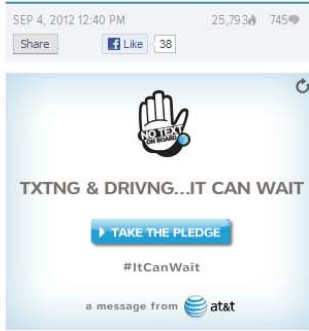 SEP 4, 2012 12:40 PM 25,793 745
Share Like 38
NO TEXT
ON BOARD
TXTNG & DRIVNG...IT CAN WAIT
TAKE THE PLEDGE
#ItCanWait
a message from at&t